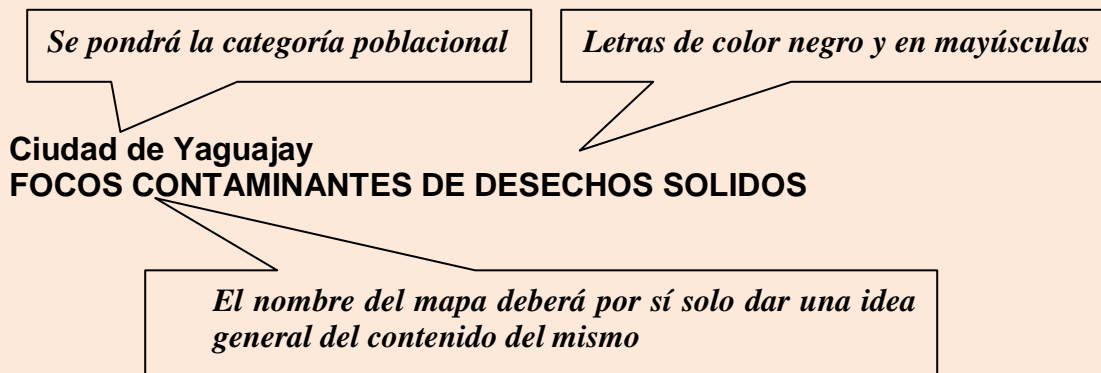 Se pondrá la categoría poblacional
Letras de color negro y en mayúsculas
Ciudad de Yaguajay
FOCOS CONTAMINANTES DE DESECHOS SOLIDOS
El nombre del mapa deberá por sí solo dar una idea
general del contenido del mismo